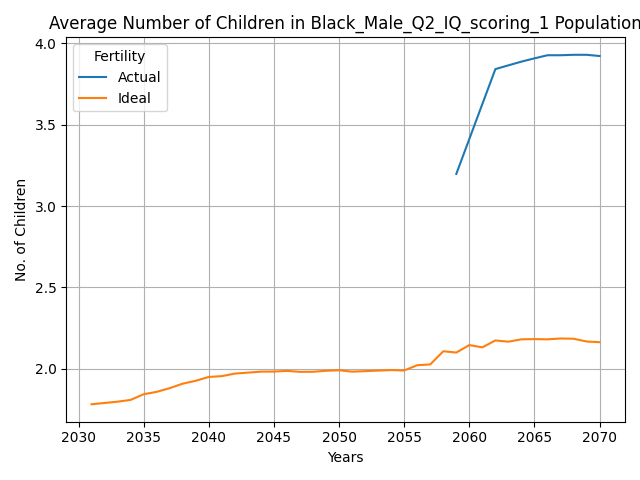 Average Number of Children in Black_Male_Q2_IQ_scoring_1 Population
Fertility
Actual
Ideal
No. of Children
4.0
3.5
3.0
2.5
2.0
2030 2035 2040 2045 2050 2055 2060 2065 2070
Years